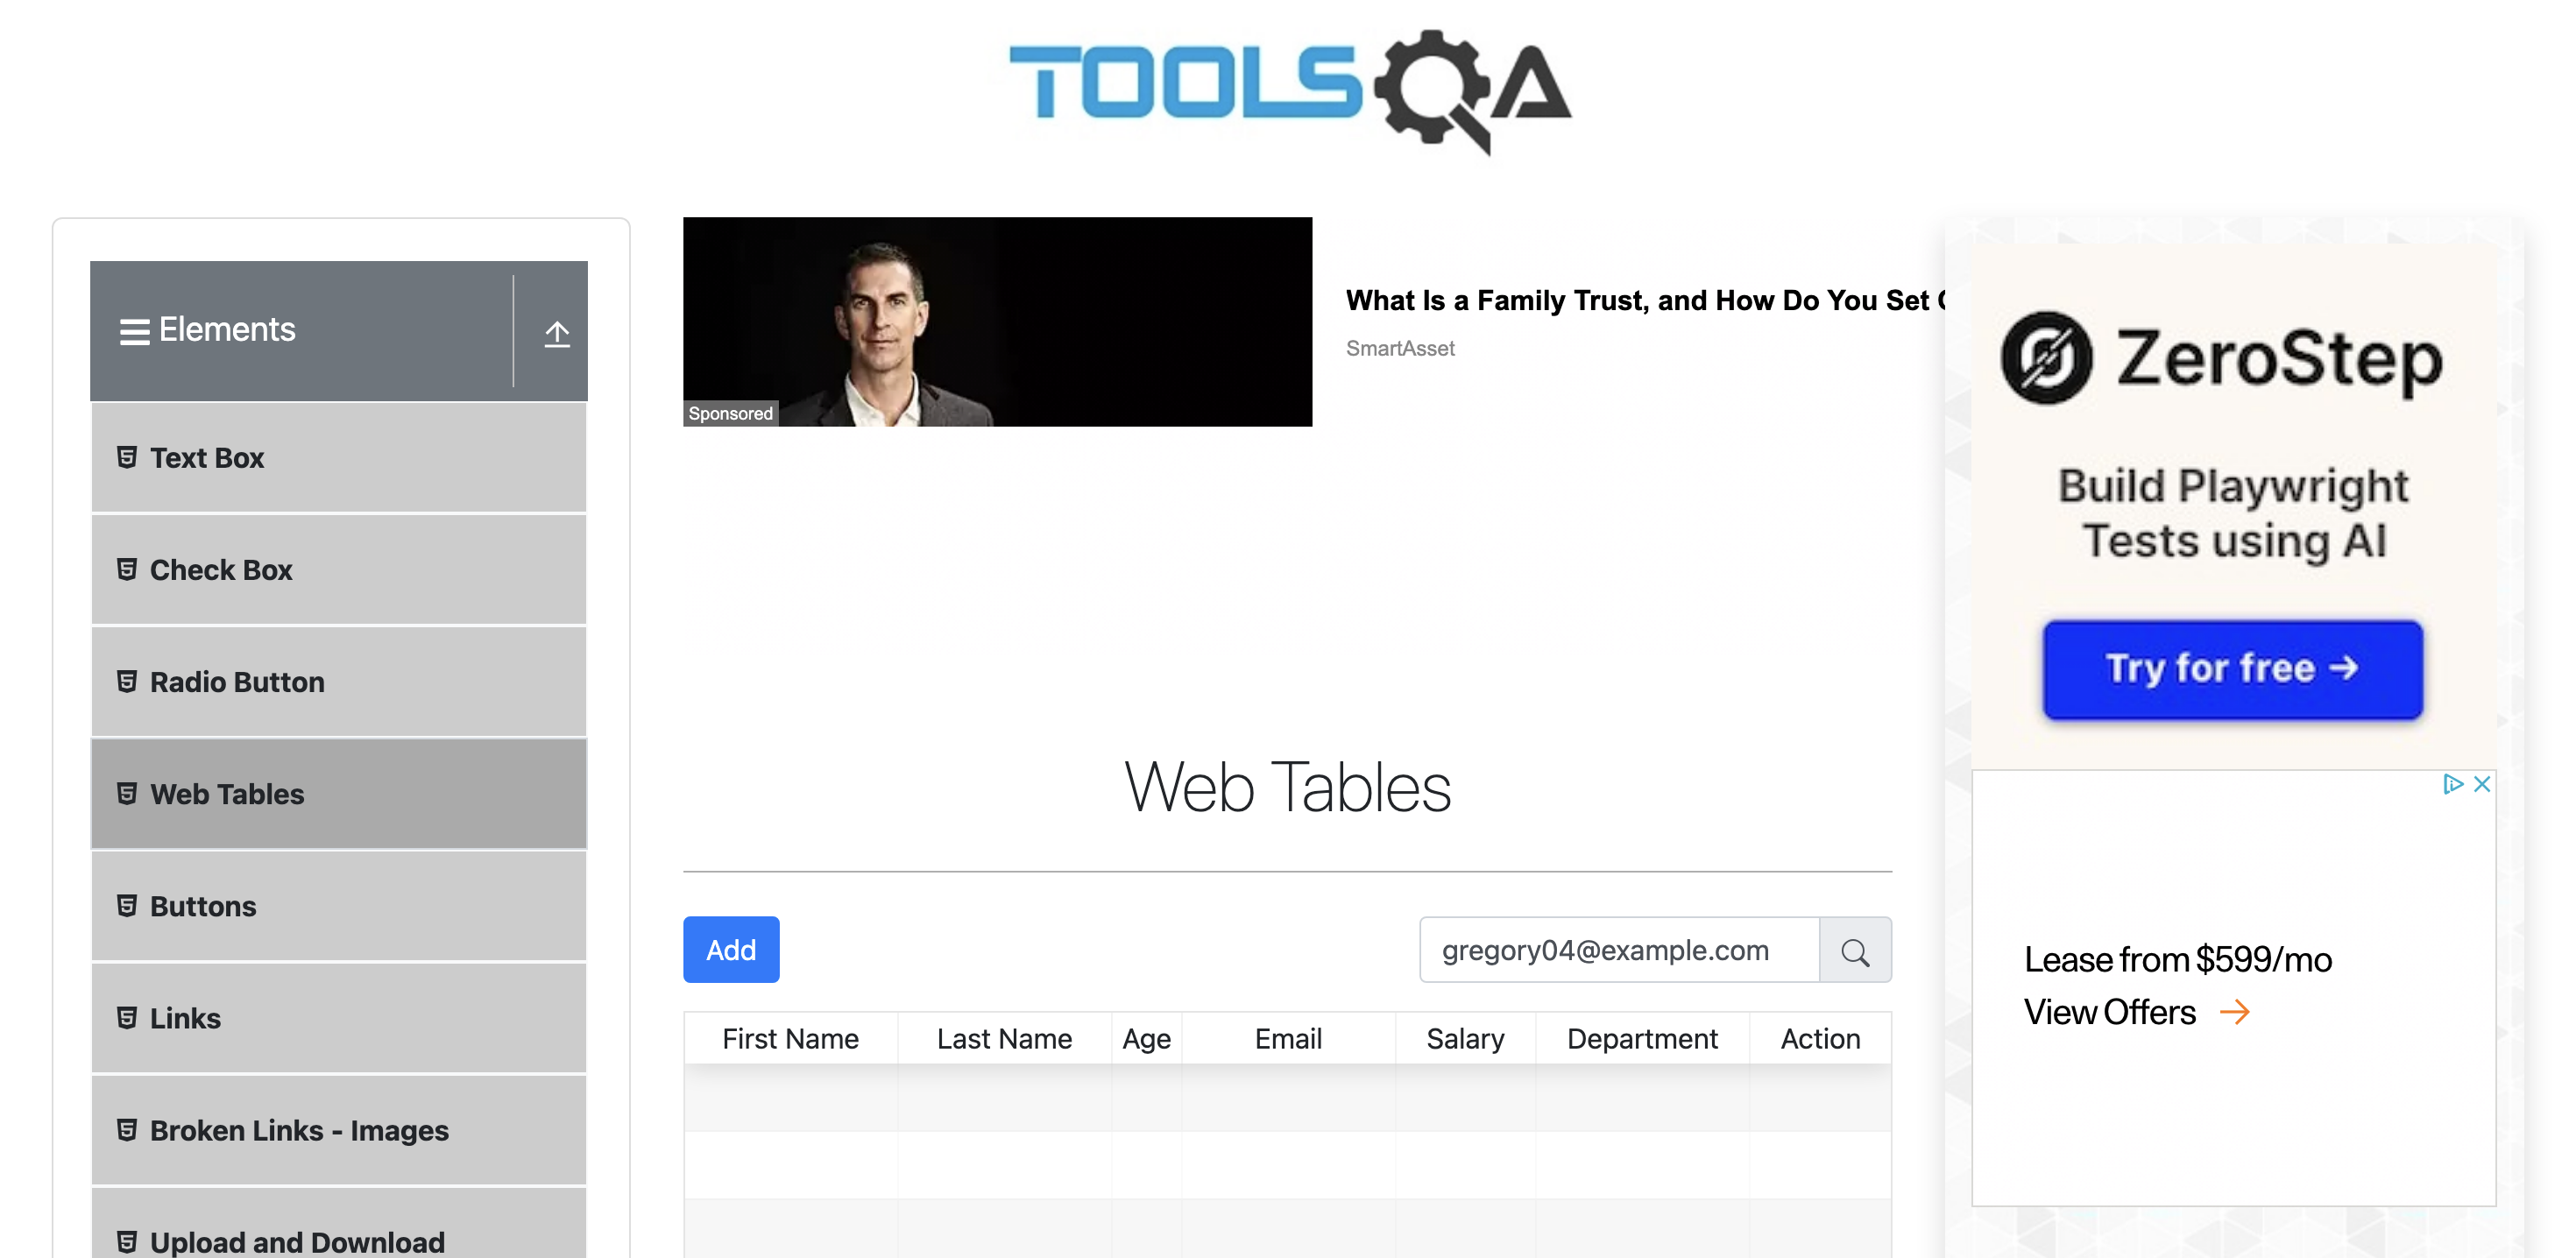 TOOLSQA
Elements
Text Box
Check Box
Radio Button
Web Tables
Buttons
Links
Broken Links - Images
Upload and Download
Sponsored
What Is a Family Trust, and How Do You Set
SmartAsset
Web Tables
Add
gregory04@example.com
First Name Last Name Age Email Salary Department Action
ZeroStep
Build Playwright
Tests using AI
Try for free →
Lease from $599/mo
View Offers →